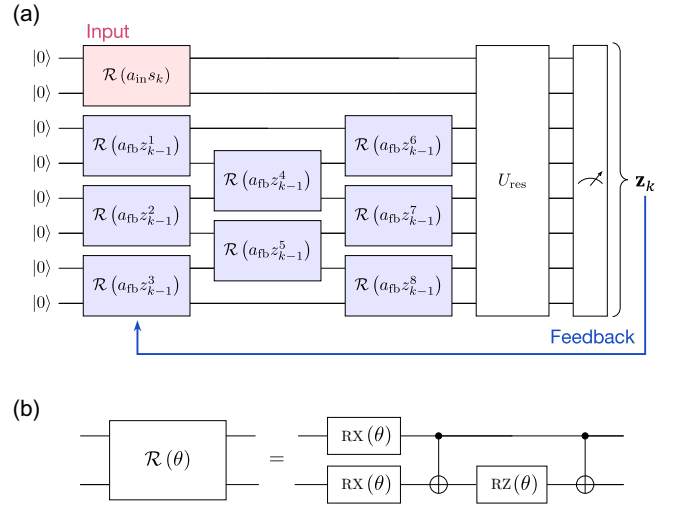 (a)
Input
|0⟩
|0⟩
|0⟩
|0⟩
|0⟩
|0⟩
|0⟩
|0⟩
R (a_in s_k)
R (a_fb z^1_{k−1})
R (a_fb z^2_{k−1})
R (a_fb z^3_{k−1})
R (a_fb z^4_{k−1})
R (a_fb z^5_{k−1})
R (a_fb z^6_{k−1})
R (a_fb z^7_{k−1})
R (a_fb z^8_{k−1})
U_res
z_k
Feedback
(b)
R (θ)
=
RX (θ)
RX (θ)
RZ (θ)